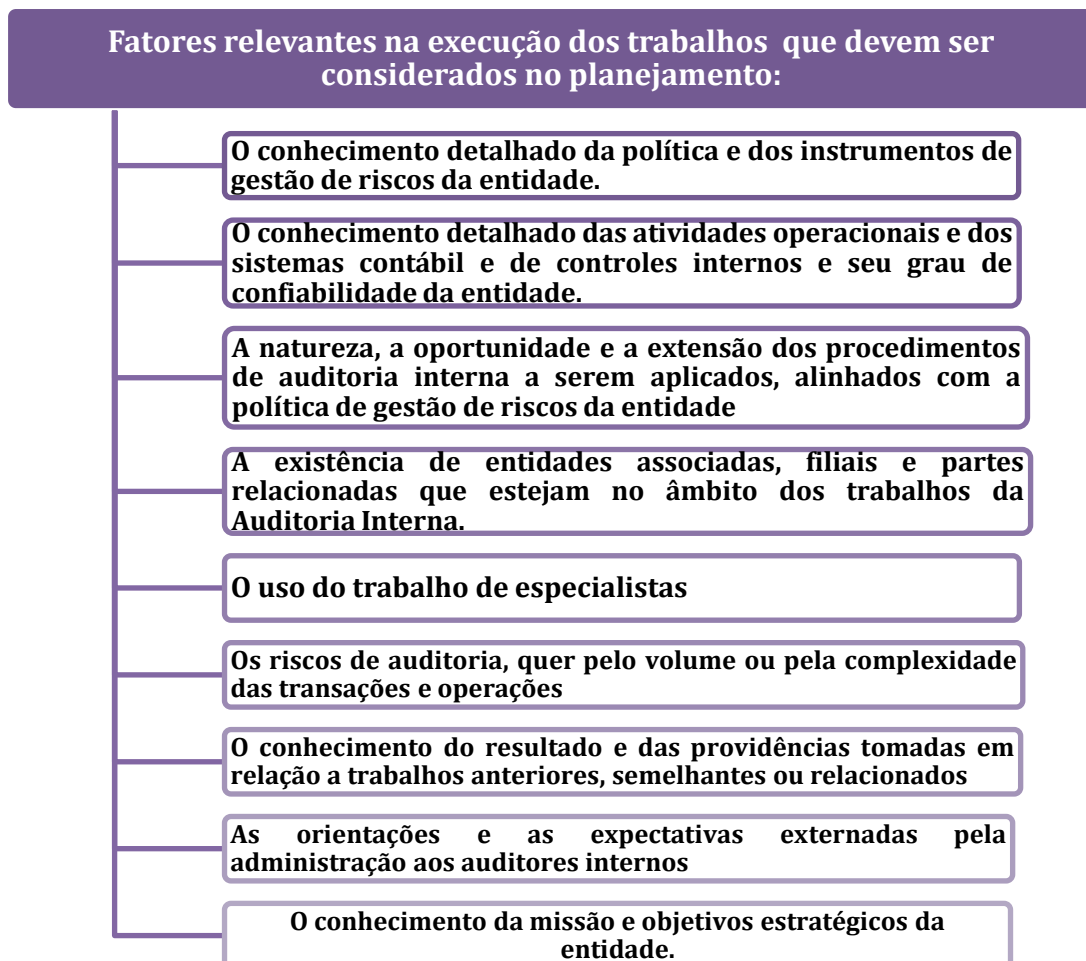 Fatores relevantes na execução dos trabalhos que devem ser
considerados no planejamento:
O conhecimento detalhado da política e dos instrumentos de
gestão de riscos da entidade.
O conhecimento detalhado das atividades operacionais e dos
sistemas contábil e de controles internos e seu grau de
confiabilidade da entidade.
A natureza, a oportunidade e a extensão dos procedimentos
de auditoria interna a serem aplicados, alinhados com a
política de gestão de riscos da entidade
A existência de entidades associadas, filiais e partes
relacionadas que estejam no âmbito dos trabalhos da
Auditoria Interna.
O uso do trabalho de especialistas
Os riscos de auditoria, quer pelo volume ou pela complexidade
das transações e operações
O conhecimento do resultado e das providências tomadas em
relação a trabalhos anteriores, semelhantes ou relacionados
As orientações e as expectativas externadas pela
administração aos auditores internos
O conhecimento da missão e objetivos estratégicos da
entidade.